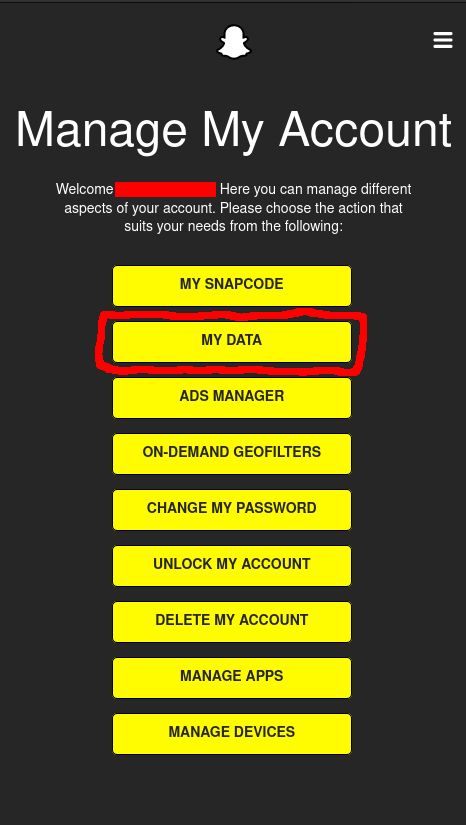 Manage My Account
Welcome Here you can manage different
aspects of your account. Please choose the action that
suits your needs from the following:
MY SNAPCODE
MY DATA
ADS MANAGER
ON-DEMAND GEOFILTERS
CHANGE MY PASSWORD
UNLOCK MY ACCOUNT
DELETE MY ACCOUNT
MANAGE APPS
MANAGE DEVICES